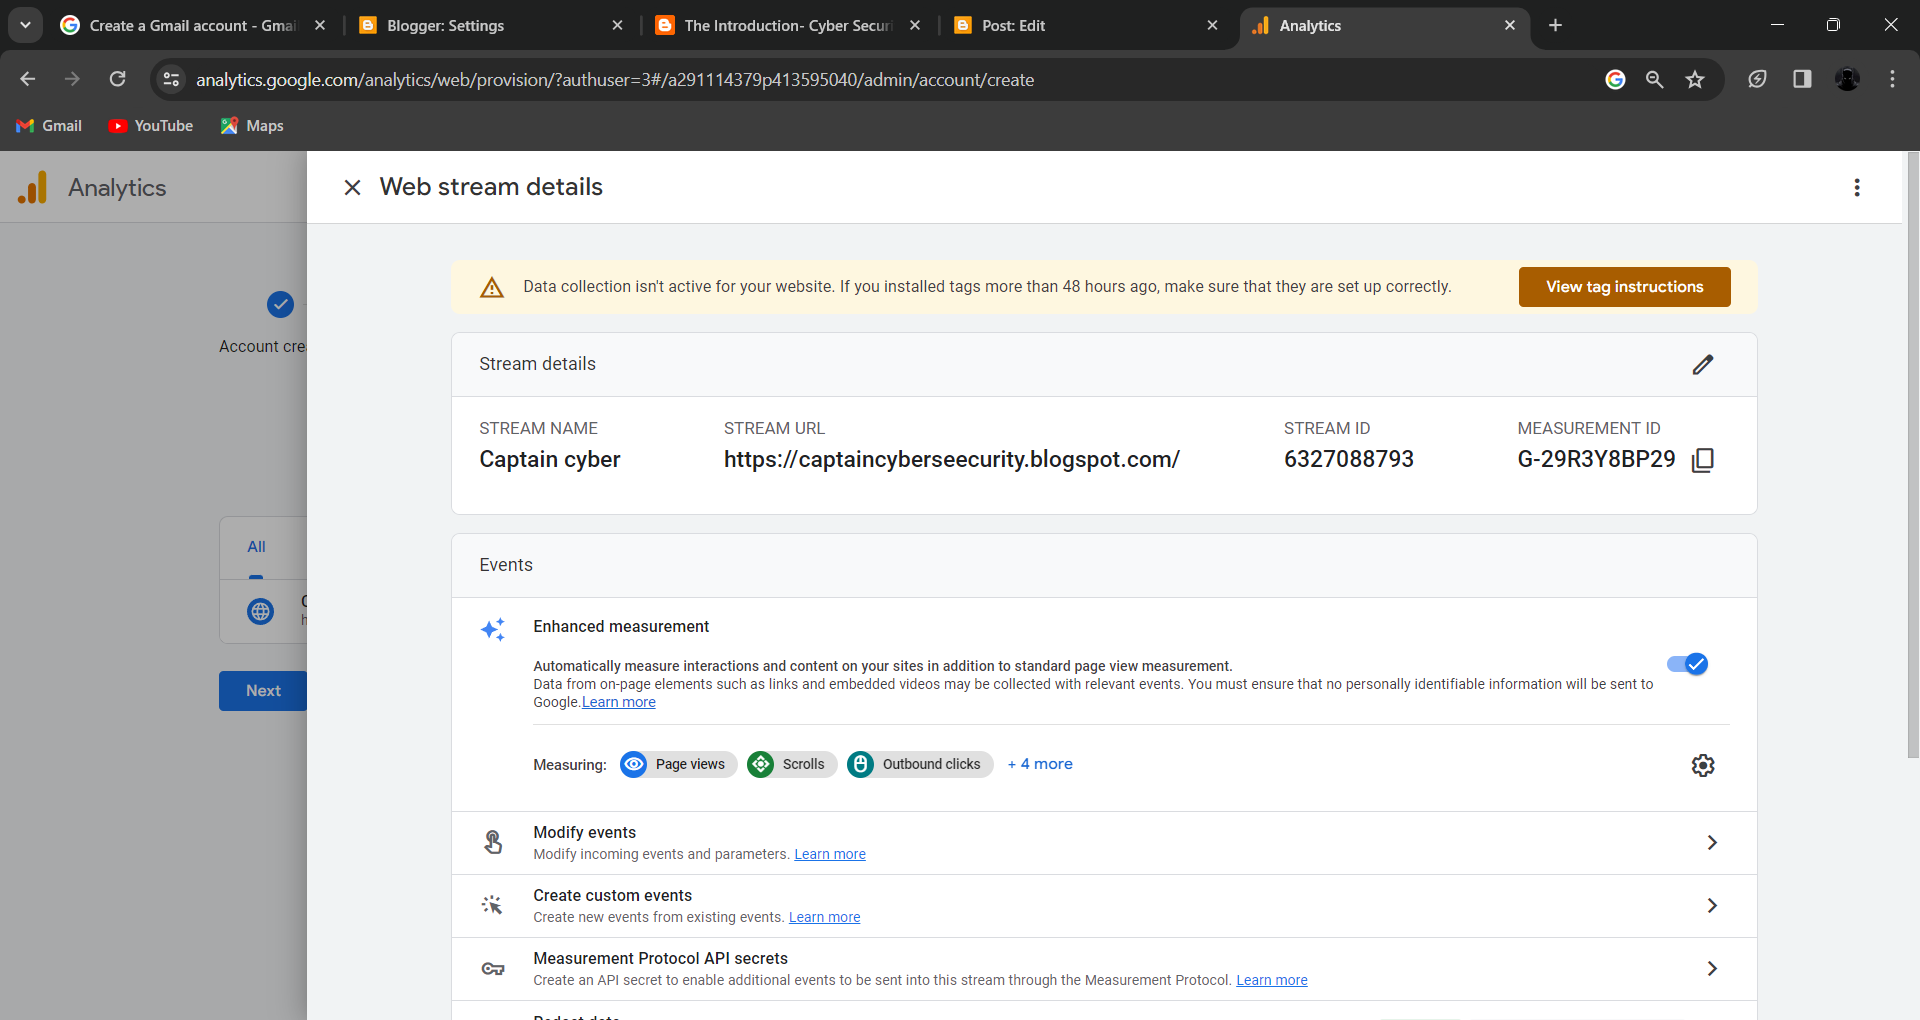 Create a Gmail account - Gmai
Blogger: Settings
The Introduction- Cyber Securi
Post: Edit
Analytics
analytics.google.com/analytics/web/provision/?authuser=3#/a291114379p413595040/admin/account/create
Gmail
YouTube
Maps
Analytics
Web stream details
Data collection isn't active for your website. If you installed tags more than 48 hours ago, make sure that they are set up correctly.
View tag instructions
Account cre
Stream details
STREAM NAME
STREAM URL
STREAM ID
MEASUREMENT ID
Captain cyber
https://captaincyberseecurity.blogspot.com/
6327088793
G-29R3Y8BP29
All
Next
Events
Enhanced measurement
Automatically measure interactions and content on your sites in addition to standard page view measurement.
Data from on-page elements such as links and embedded videos may be collected with relevant events. You must ensure that no personally identifiable information will be sent to
Google.Learn more
Measuring:
Page views
Scrolls
Outbound clicks
+ 4 more
Modify events
Modify incoming events and parameters. Learn more
Create custom events
Create new events from existing events. Learn more
Measurement Protocol API secrets
Create an API secret to enable additional events to be sent into this stream through the Measurement Protocol. Learn more